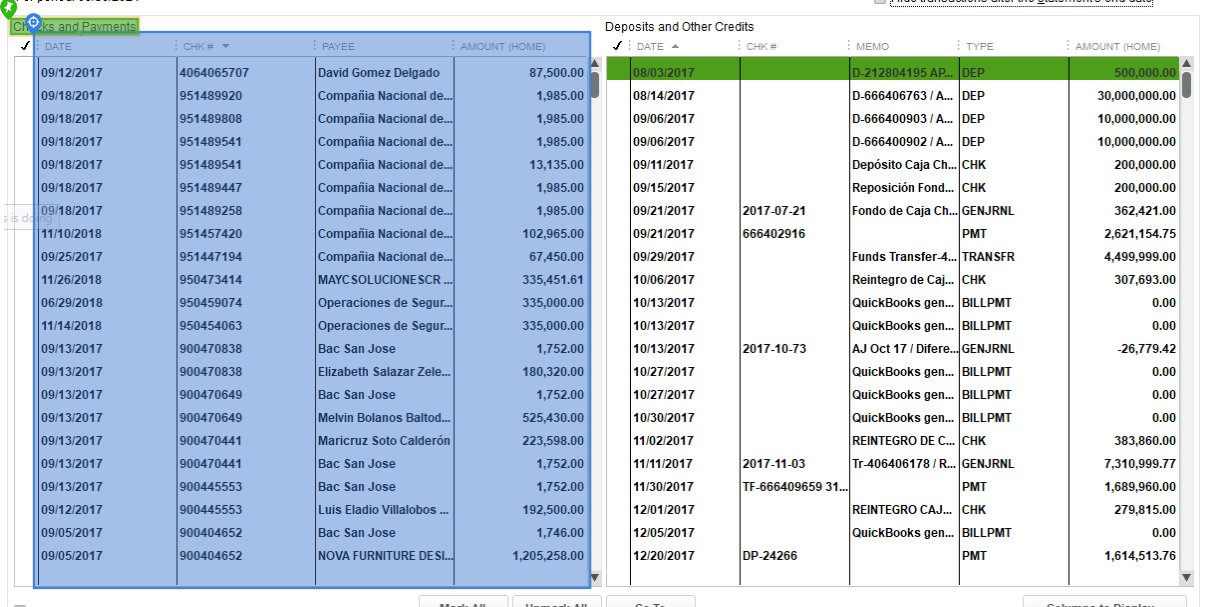 Checks and Payments
DATE CHK # PAYEE AMOUNT (HOME)
09/12/2017 4064065707 David Gomez Delgado 87,500.00
09/18/2017 951489920 Compañia Nacional de... 1,985.00
09/18/2017 951489808 Compañia Nacional de... 1,985.00
09/18/2017 951489541 Compañia Nacional de... 1,985.00
09/18/2017 951489541 Compañia Nacional de... 13,135.00
09/18/2017 951489447 Compañia Nacional de... 1,985.00
s is doing
09/18/2017 951489258 Compañia Nacional de... 1,985.00
11/10/2018 951457420 Compañia Nacional de... 102,965.00
09/25/2017 951447194 Compañia Nacional de... 67,450.00
11/26/2018 950473414 MAYCSOLUCIONESCR ... 335,451.61
06/29/2018 950459074 Operaciones de Segur... 335,000.00
11/14/2018 950454063 Operaciones de Segur... 335,000.00
09/13/2017 900470838 Bac San Jose 1,752.00
09/13/2017 900470838 Elizabeth Salazar Zele... 180,320.00
09/13/2017 900470649 Bac San Jose 1,752.00
09/13/2017 900470649 Melvin Bolanos Baltod... 525,430.00
09/13/2017 900470441 Maricruz Soto Calderón 223,598.00
09/13/2017 900470441 Bac San Jose 1,752.00
09/13/2017 900445553 Bac San Jose 1,752.00
09/12/2017 900445553 Luis Eladio Villalobos ... 192,500.00
09/05/2017 900404652 Bac San Jose 1,746.00
09/05/2017 900404652 NOVA FURNITURE DESI... 1,205,258.00
Deposits and Other Credits
DATE CHK # MEMO TYPE AMOUNT (HOME)
08/03/2017 D-212804195 AP... DEP 500,000.00
08/14/2017 D-666406763 / A... DEP 30,000,000.00
09/06/2017 D-666400903 / A... DEP 10,000,000.00
09/06/2017 D-666400902 / A... DEP 10,000,000.00
09/11/2017 Depósito Caja Ch... CHK 200,000.00
09/15/2017 Reposición Fond... CHK 200,000.00
09/21/2017 2017-07-21 Fondo de Caja Ch... GENJRNL 362,421.00
09/21/2017 666402916 PMT 2,621,154.75
09/29/2017 Funds Transfer-4... TRANSFR 4,499,999.00
10/06/2017 Reintegro de Caj... CHK 307,693.00
10/13/2017 QuickBooks gen... BILLPMT 0.00
10/13/2017 QuickBooks gen... BILLPMT 0.00
10/13/2017 2017-10-73 AJ Oct 17 / Difere... GENJRNL -26,779.42
10/27/2017 QuickBooks gen... BILLPMT 0.00
10/27/2017 QuickBooks gen... BILLPMT 0.00
10/30/2017 QuickBooks gen... BILLPMT 0.00
11/02/2017 REINTEGRO DE C... CHK 383,860.00
11/11/2017 2017-11-03 Tr-406406178 / R... GENJRNL 7,310,999.77
11/30/2017 TF-666409659 31... PMT 1,689,960.00
12/01/2017 REINTEGRO CAJ... CHK 279,815.00
12/05/2017 QuickBooks gen... BILLPMT 0.00
12/20/2017 DP-24266 PMT 1,614,513.76